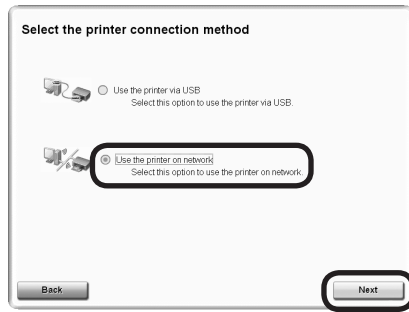 Select the printer connection method
Use the printer via USB
Select this option to use the printer via USB.
Use the printer on network
Select this option to use the printer on network.
Back
Next